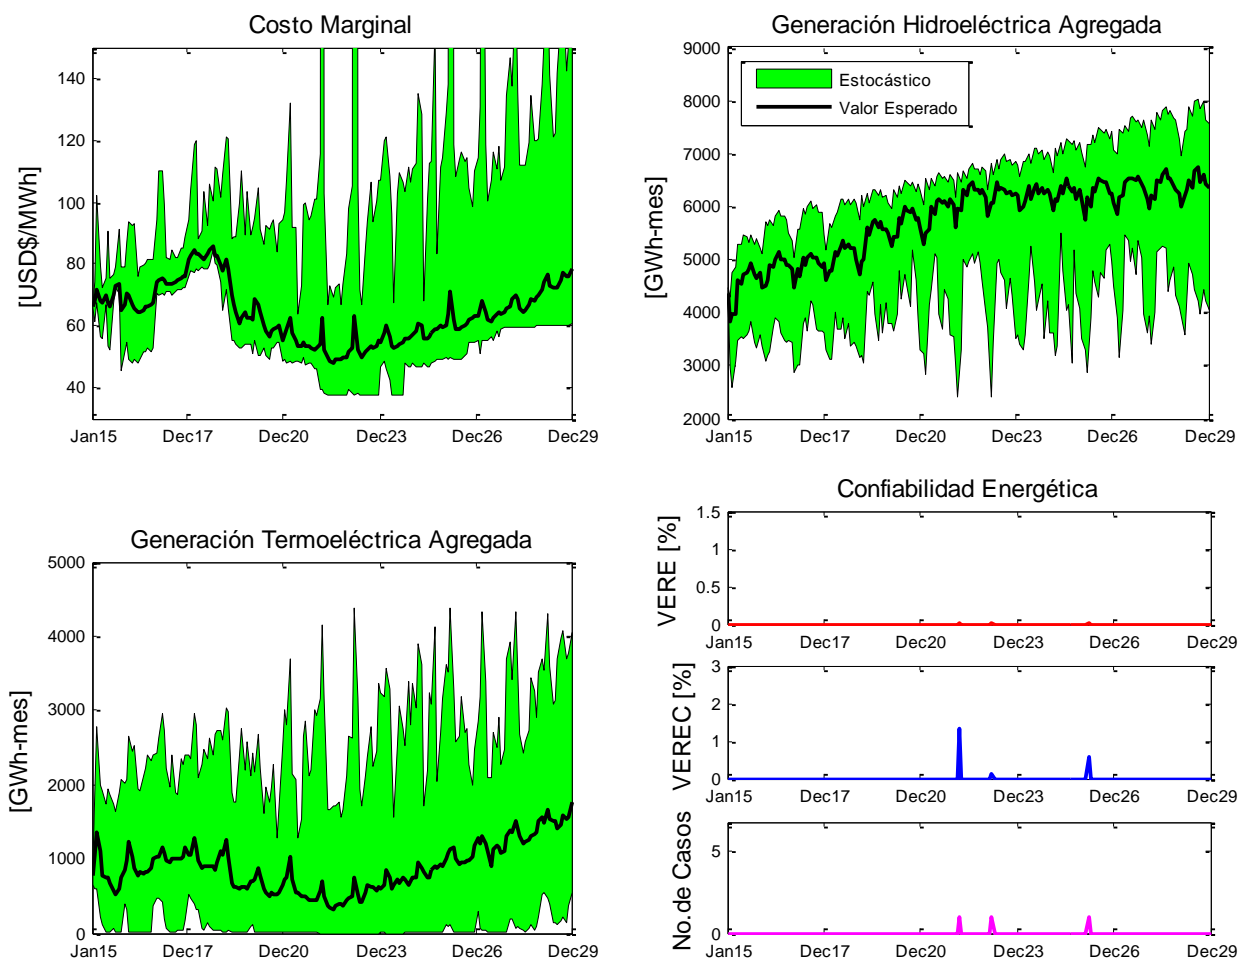 Costo Marginal
[USD$/MWh]
140
120
100
80
60
40
Jan15 Dec17 Dec20 Dec23 Dec26 Dec29
Generación Hidroeléctrica Agregada
[GWh-mes]
9000
8000
7000
6000
5000
4000
3000
2000
Estocástico
Valor Esperado
Jan15 Dec17 Dec20 Dec23 Dec26 Dec29
Generación Termoeléctrica Agregada
[GWh-mes]
5000
4000
3000
2000
1000
0
Jan15 Dec17 Dec20 Dec23 Dec26 Dec29
Confiabilidad Energética
VERE [%]
1.5
1
0.5
0
Jan15 Dec17 Dec20 Dec23 Dec26 Dec29
VEREC [%]
3
2
1
0
Jan15 Dec17 Dec20 Dec23 Dec26 Dec29
No.de Casos
5
0
Jan15 Dec17 Dec20 Dec23 Dec26 Dec29